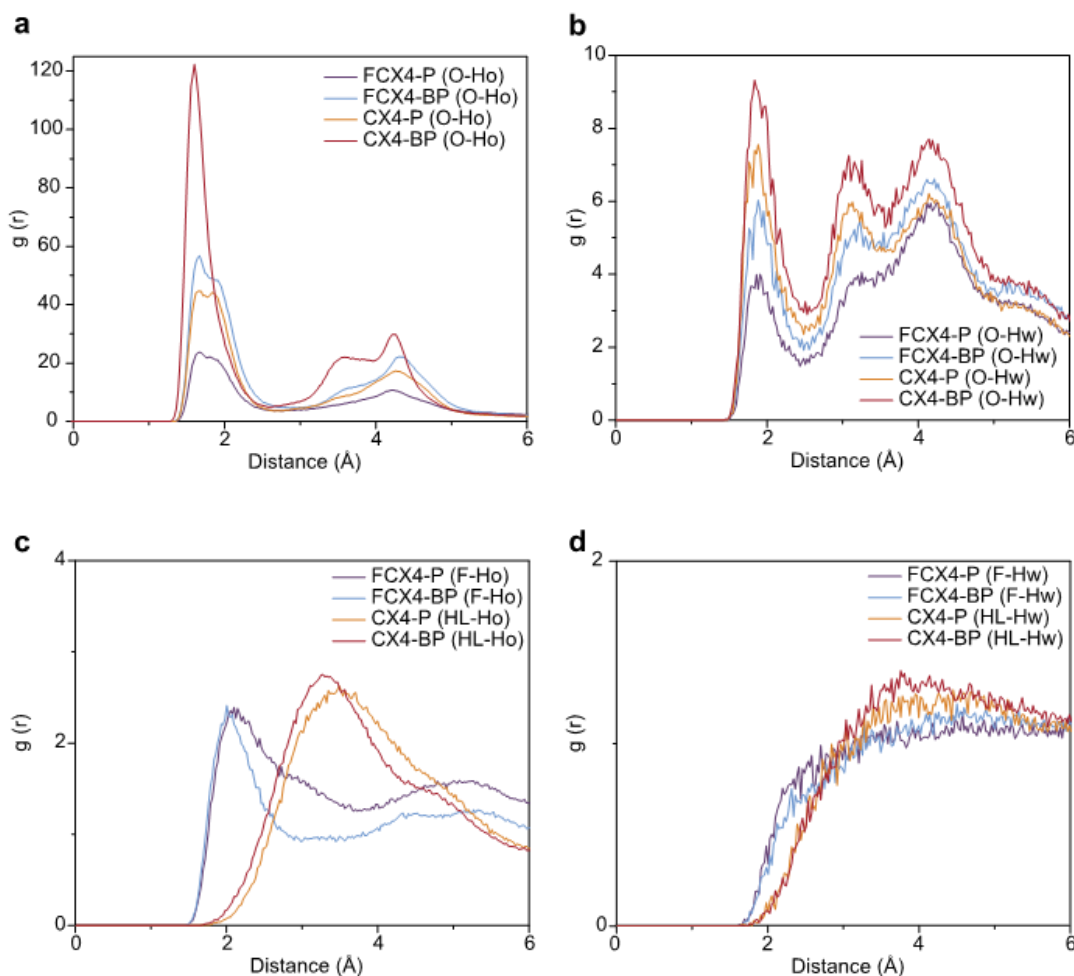 a
120
100
80
60
40
20
0
g (r)
0 2 4 6
Distance (Å)
FCX4-P (O-Ho)
FCX4-BP (O-Ho)
CX4-P (O-Ho)
CX4-BP (O-Ho)
b
10
8
6
4
2
0
g (r)
0 2 4 6
Distance (Å)
FCX4-P (O-Hw)
FCX4-BP (O-Hw)
CX4-P (O-Hw)
CX4-BP (O-Hw)
c
4
2
0
g (r)
0 2 4 6
Distance (Å)
FCX4-P (F-Ho)
FCX4-BP (F-Ho)
CX4-P (HL-Ho)
CX4-BP (HL-Ho)
d
2
0
g (r)
0 2 4 6
Distance (Å)
FCX4-P (F-Hw)
FCX4-BP (F-Hw)
CX4-P (HL-Hw)
CX4-BP (HL-Hw)